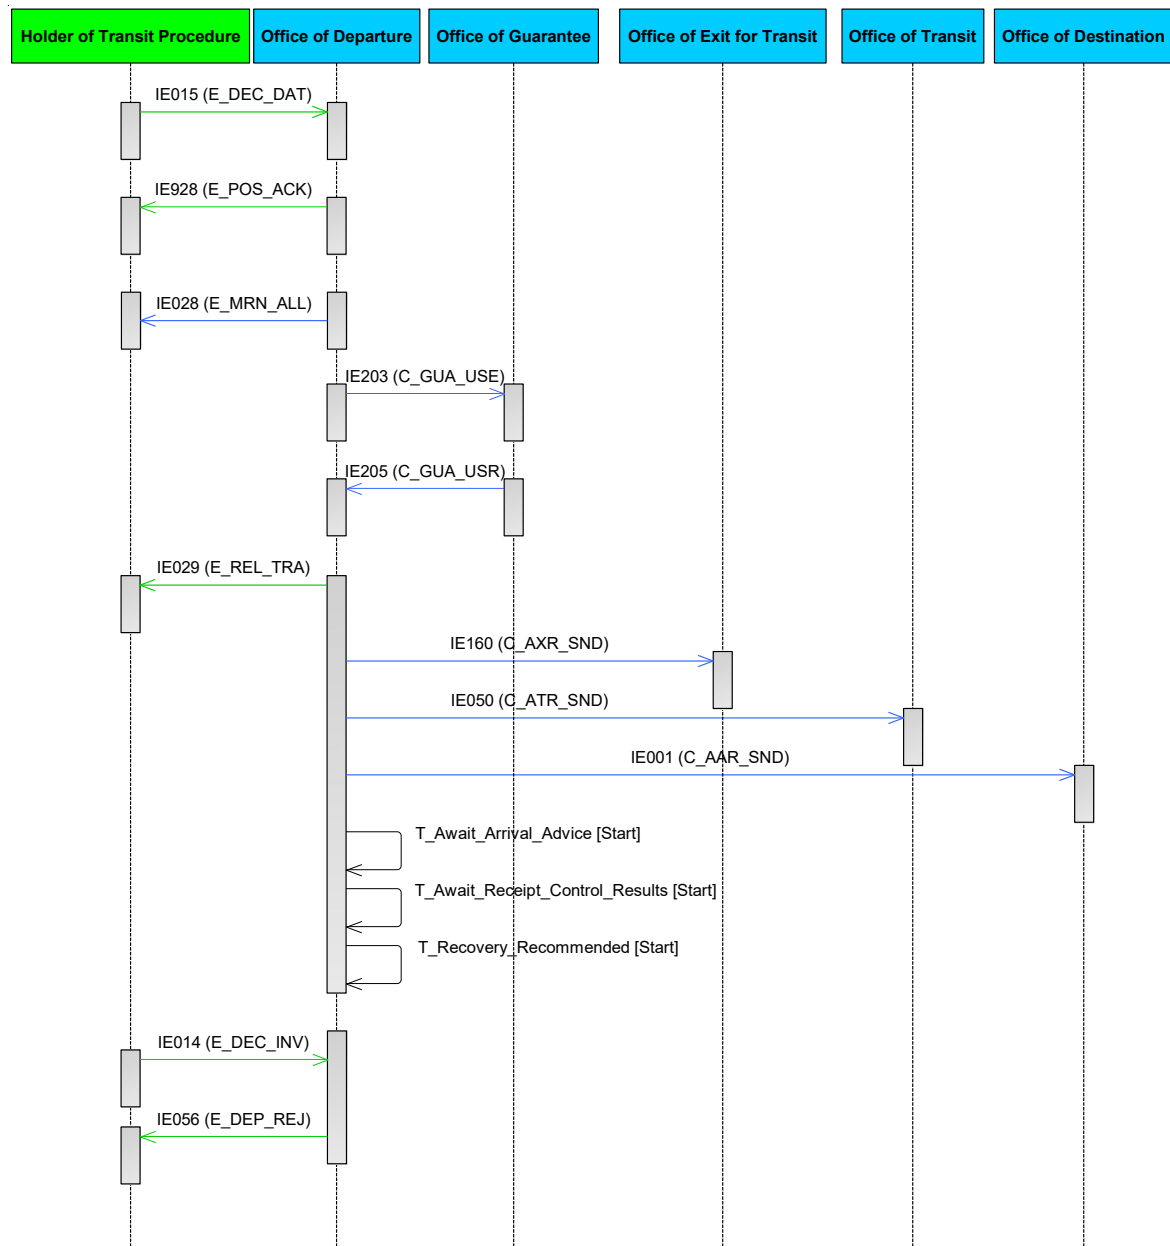 Holder of Transit Procedure
Office of Departure
Office of Guarantee
Office of Exit for Transit
Office of Transit
Office of Destination
IE015 (E_DEC_DAT)
IE928 (E_POS_ACK)
IE028 (E_MRN_ALL)
IE203 (C_GUA_USE)
IE205 (C_GUA_USR)
IE029 (E_REL_TRA)
IE160 (C_AXR_SND)
IE050 (C_ATR_SND)
IE001 (C_AAR_SND)
T_Await_Arrival_Advice [Start]
T_Await_Receipt_Control_Results [Start]
T_Recovery_Recommended [Start]
IE014 (E_DEC_INV)
IE056 (E_DEP_REJ)